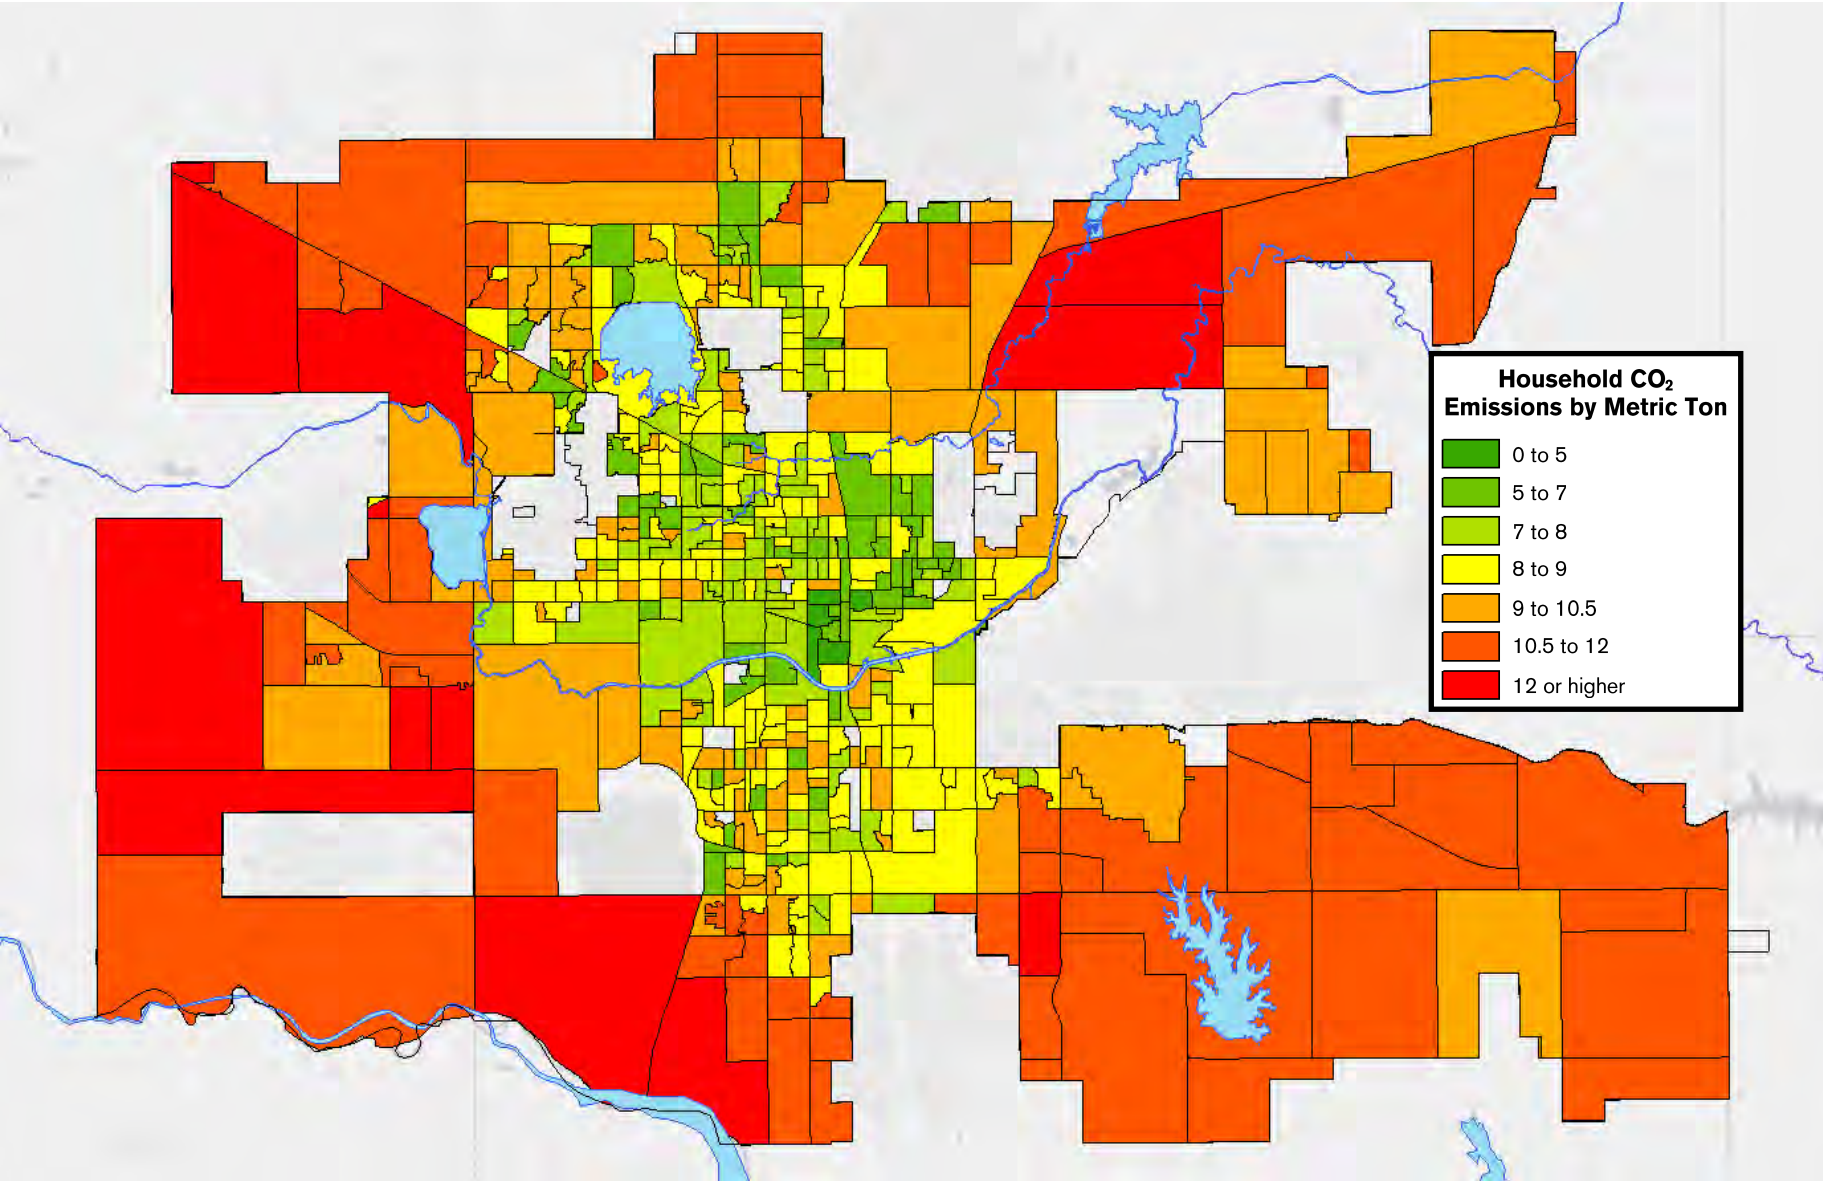 Household CO₂
Emissions by Metric Ton
0 to 5
5 to 7
7 to 8
8 to 9
9 to 10.5
10.5 to 12
12 or higher